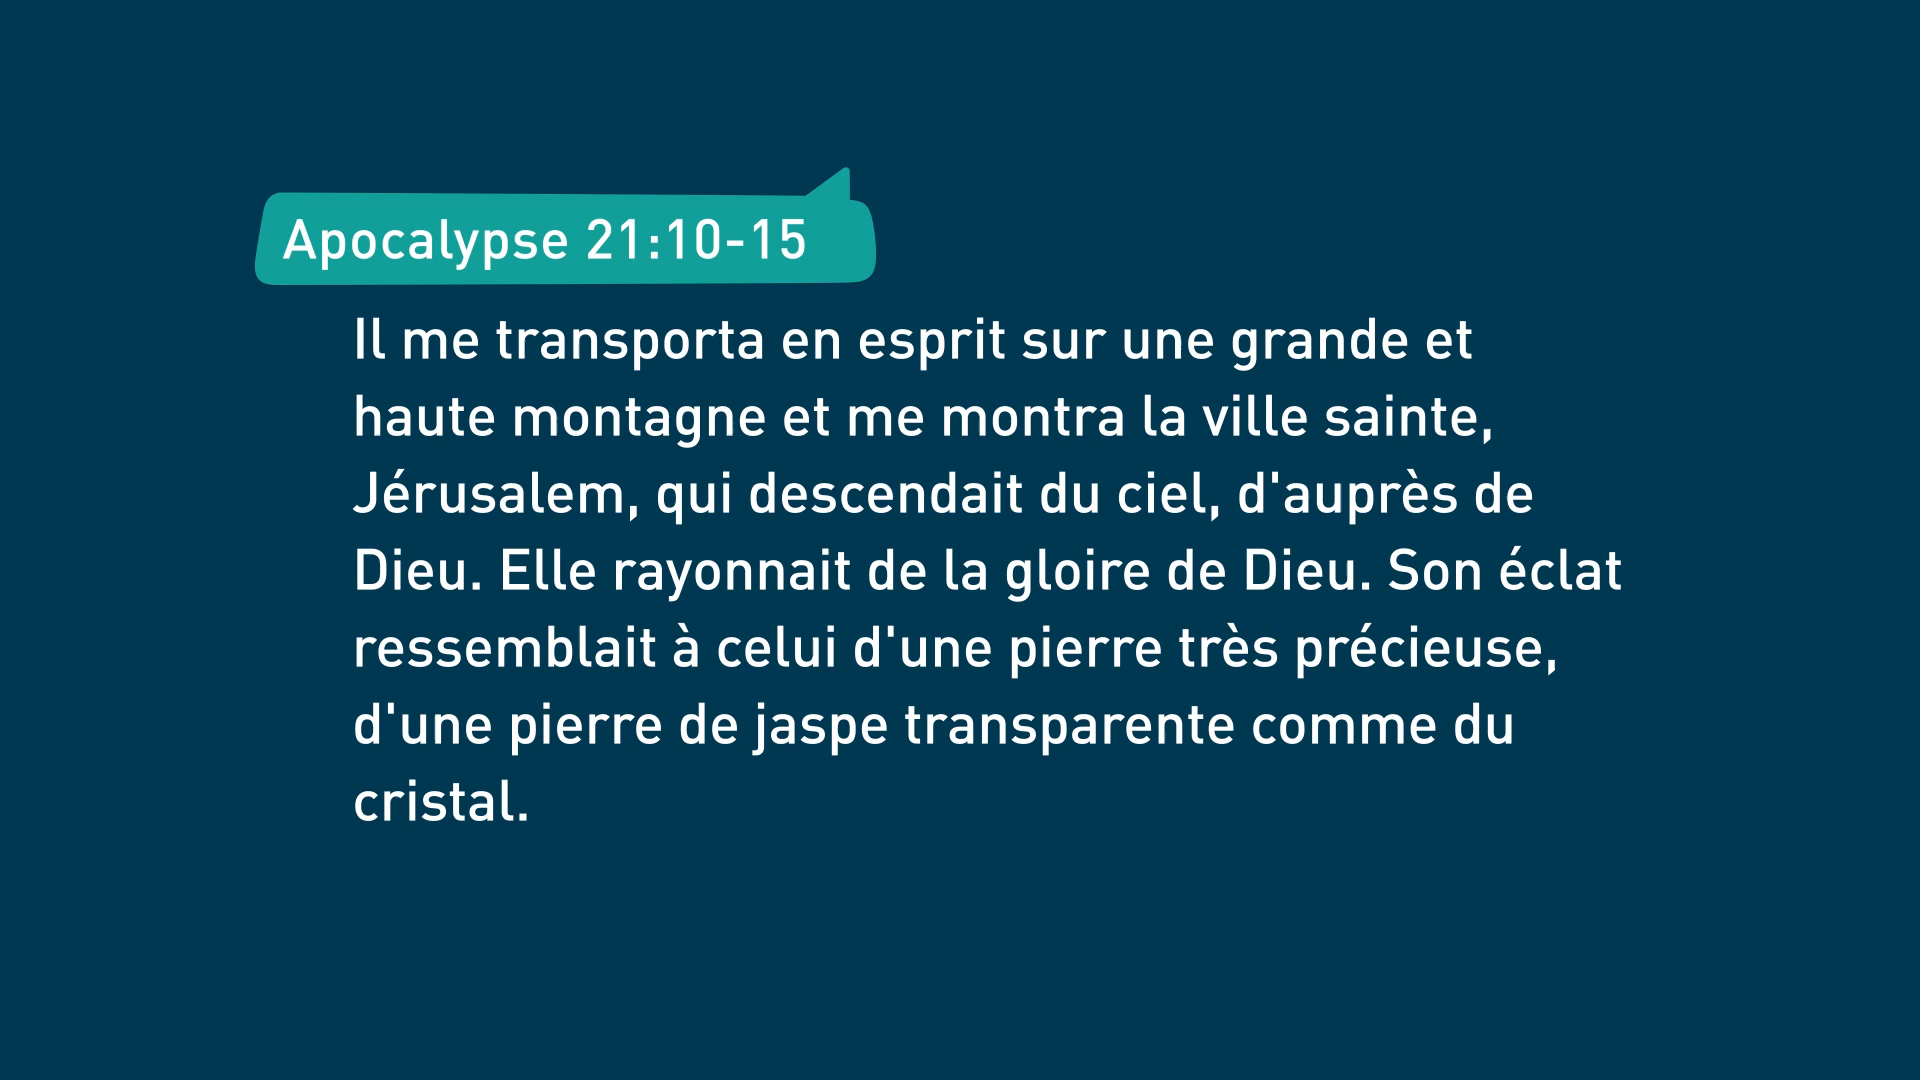 Apocalypse 21:10-15
Il me transporta en esprit sur une grande et
haute montagne et me montra la ville sainte,
Jérusalem, qui descendait du ciel, d'auprès de
Dieu. Elle rayonnait de la gloire de Dieu. Son éclat
ressemblait à celui d'une pierre très précieuse,
d'une pierre de jaspe transparente comme du
cristal.